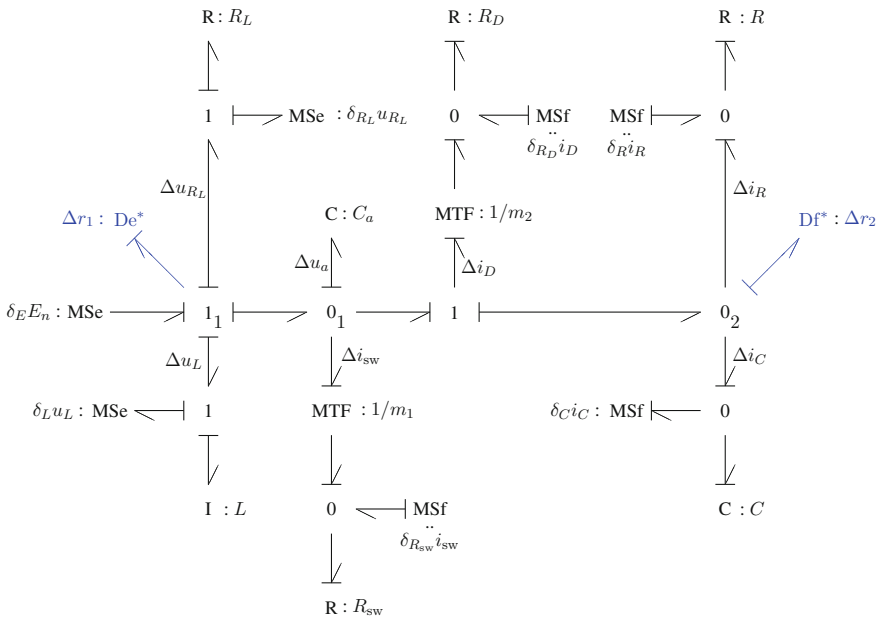 R : R_L R : R_D R : R
1 MSe : δ_{R_L} u_{R_L} 0 MSf MSf 0
δ_{R_D} i_D δ_R i_R
Δu_{R_L} Δi_R
Δr_1 : De* C : C_a MTF : 1/m_2 Df* : Δr_2
Δu_a Δi_D
δ_E E_n : MSe 1_1 0_1 1 0_2
Δu_L Δi_sw Δi_C
δ_L u_L : MSe 1 MTF : 1/m_1 δ_C i_C : MSf 0
I : L 0 MSf C : C
δ_{R_sw} i_sw
R : R_sw